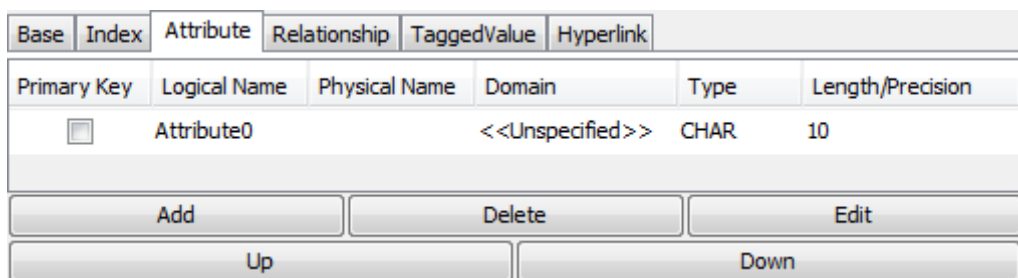 Base Index Attribute Relationship TaggedValue Hyperlink
Primary Key Logical Name Physical Name Domain Type Length/Precision
Attribute0 <<Unspecified>> CHAR 10
Add Delete Edit
Up Down